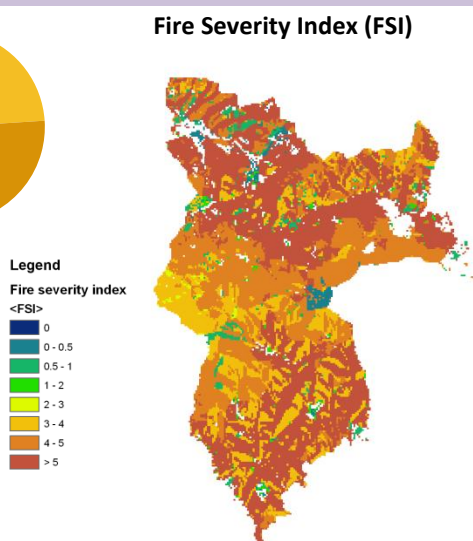 Fire Severity Index (FSI)
Legend
Fire severity index
<FSI>
0
0 - 0.5
0.5 - 1
1 - 2
2 - 3
3 - 4
4 - 5
> 5